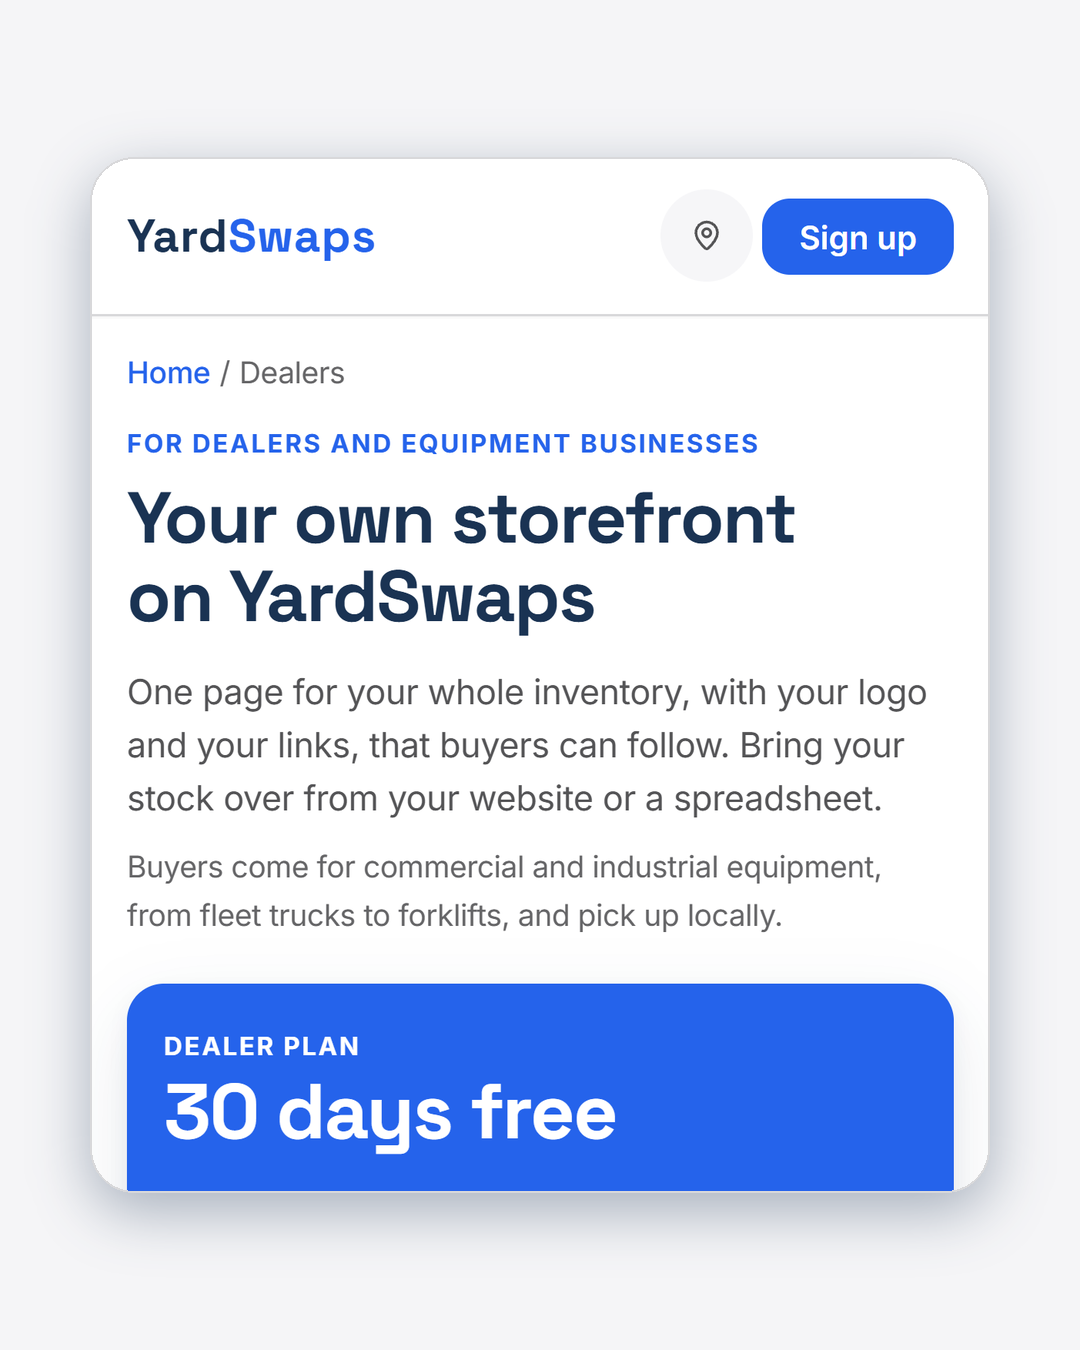 YardSwaps
Sign up
Home / Dealers
FOR DEALERS AND EQUIPMENT BUSINESSES
Your own storefront
on YardSwaps
One page for your whole inventory, with your logo
and your links, that buyers can follow. Bring your
stock over from your website or a spreadsheet.
Buyers come for commercial and industrial equipment,
from fleet trucks to forklifts, and pick up locally.
DEALER PLAN
30 days free